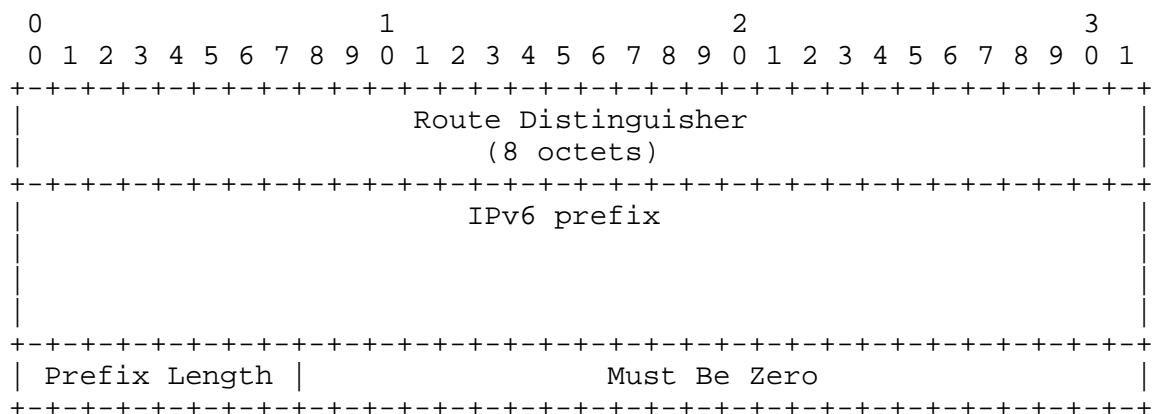 0                   1                   2                   3
 0 1 2 3 4 5 6 7 8 9 0 1 2 3 4 5 6 7 8 9 0 1 2 3 4 5 6 7 8 9 0 1
+-+-+-+-+-+-+-+-+-+-+-+-+-+-+-+-+-+-+-+-+-+-+-+-+-+-+-+-+-+-+-+-+
|                      Route Distinguisher                      |
|                          (8 octets)                           |
+-+-+-+-+-+-+-+-+-+-+-+-+-+-+-+-+-+-+-+-+-+-+-+-+-+-+-+-+-+-+-+-+
|                         IPv6 prefix                           |
|                                                               |
|                                                               |
|                                                               |
+-+-+-+-+-+-+-+-+-+-+-+-+-+-+-+-+-+-+-+-+-+-+-+-+-+-+-+-+-+-+-+-+
| Prefix Length |                 Must Be Zero                  |
+-+-+-+-+-+-+-+-+-+-+-+-+-+-+-+-+-+-+-+-+-+-+-+-+-+-+-+-+-+-+-+-+